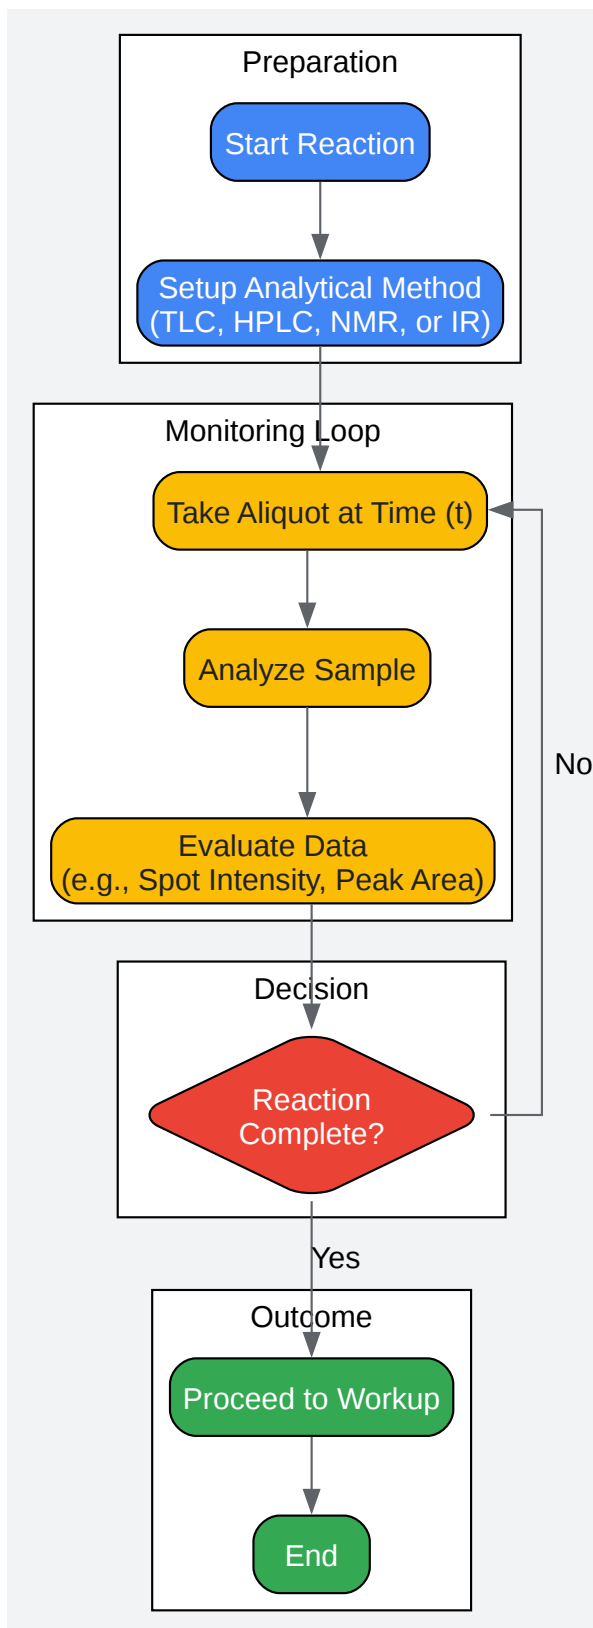 Preparation
Start Reaction
Setup Analytical Method
(TLC, HPLC, NMR, or IR)
Monitoring Loop
Take Aliquot at Time (t)
Analyze Sample
No
Evaluate Data
(e.g., Spot Intensity, Peak Area)
Decision
Reaction
Complete?
Yes
Outcome
Proceed to Workup
End